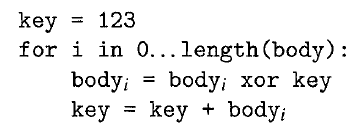 key = 123
for i in 0...length(body):
body_i = body_i xor key
key = key + body_i